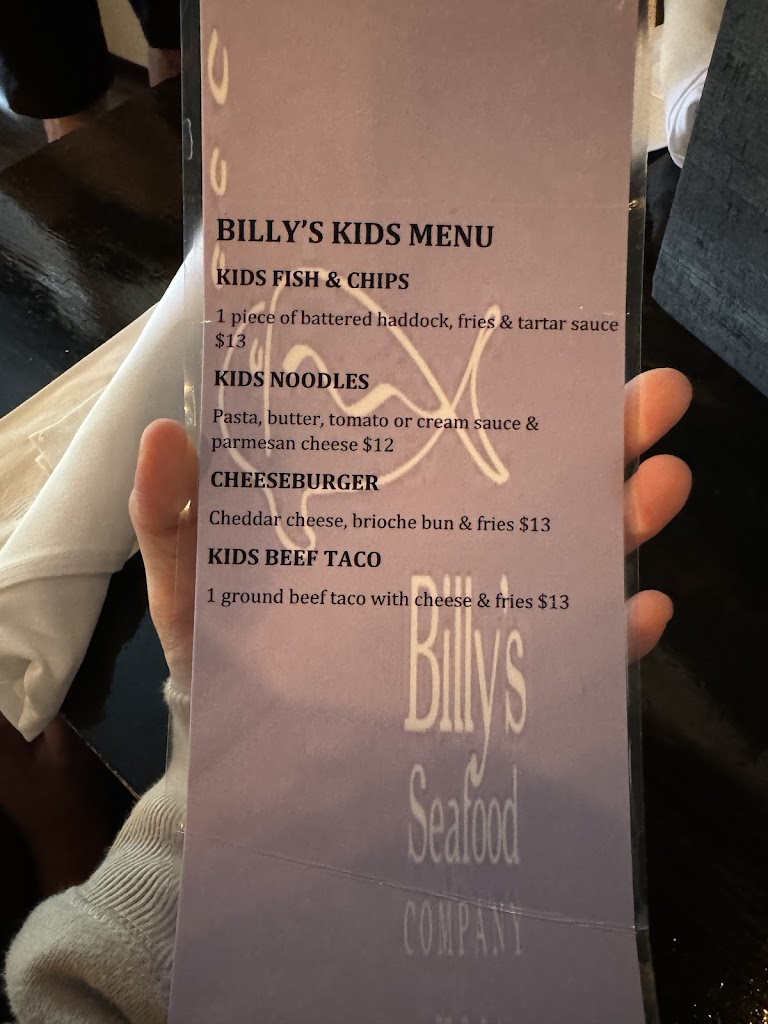 BILLY'S KIDS MENU
KIDS FISH & CHIPS
1 piece of battered haddock, fries & tartar sauce
$13
KIDS NOODLES
Pasta, butter, tomato or cream sauce &
parmesan cheese $12
CHEESEBURGER
Cheddar cheese, brioche bun & fries $13
KIDS BEEF TACO
1 ground beef taco with cheese & fries $13
Billy's
Seafood
COMPANY